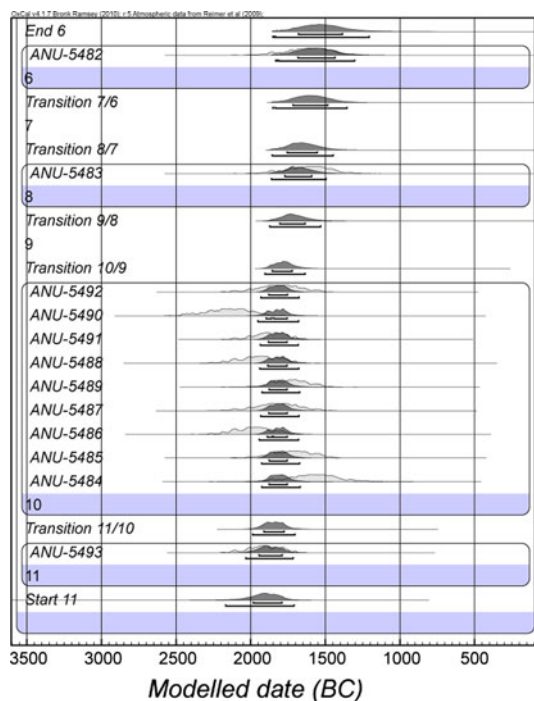 OxCal v4.1.7 Bronk Ramsey (2010); r:5 Atmospheric data from Reimer et al (2009);
End 6
ANU-5482
6
Transition 7/6
7
Transition 8/7
ANU-5483
8
Transition 9/8
9
Transition 10/9
ANU-5492
ANU-5490
ANU-5491
ANU-5488
ANU-5489
ANU-5487
ANU-5486
ANU-5485
ANU-5484
10
Transition 11/10
ANU-5493
11
Start 11
3500 3000 2500 2000 1500 1000 500
Modelled date (BC)